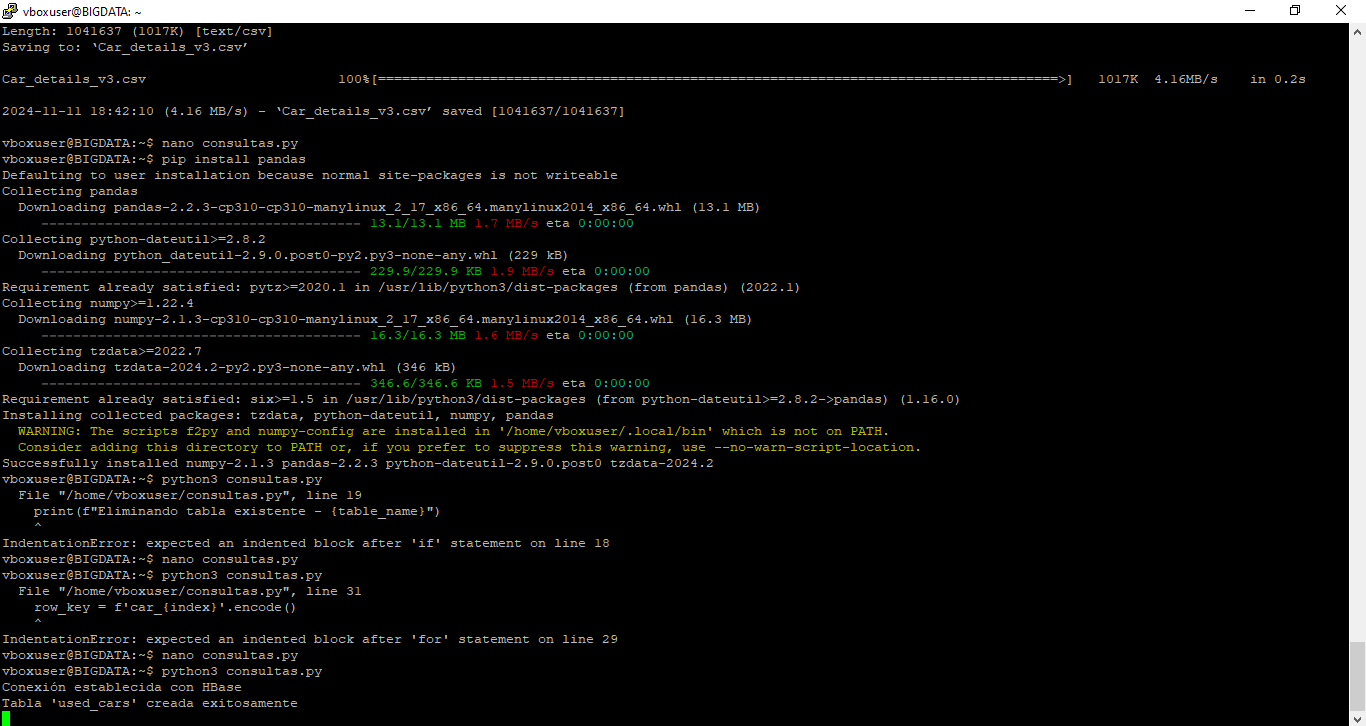 vboxuser@BIGDATA: ~
Length: 1041637 (1017K) [text/csv]
Saving to: ‘Car_details_v3.csv’
Car_details_v3.csv 100%[=====================================================================================>] 1017K 4.16MB/s in 0.2s
2024-11-11 18:42:10 (4.16 MB/s) - ‘Car_details_v3.csv’ saved [1041637/1041637]
vboxuser@BIGDATA:~$ nano consultas.py
vboxuser@BIGDATA:~$ pip install pandas
Defaulting to user installation because normal site-packages is not writeable
Collecting pandas
  Downloading pandas-2.2.3-cp310-cp310-manylinux_2_17_x86_64.manylinux2014_x86_64.whl (13.1 MB)
     ---------------------------------------- 13.1/13.1 MB 1.7 MB/s eta 0:00:00
Collecting python-dateutil>=2.8.2
  Downloading python_dateutil-2.9.0.post0-py2.py3-none-any.whl (229 kB)
     ---------------------------------------- 229.9/229.9 KB 1.9 MB/s eta 0:00:00
Requirement already satisfied: pytz>=2020.1 in /usr/lib/python3/dist-packages (from pandas) (2022.1)
Collecting numpy>=1.22.4
  Downloading numpy-2.1.3-cp310-cp310-manylinux_2_17_x86_64.manylinux2014_x86_64.whl (16.3 MB)
     ---------------------------------------- 16.3/16.3 MB 1.6 MB/s eta 0:00:00
Collecting tzdata>=2022.7
  Downloading tzdata-2024.2-py2.py3-none-any.whl (346 kB)
     ---------------------------------------- 346.6/346.6 KB 1.5 MB/s eta 0:00:00
Requirement already satisfied: six>=1.5 in /usr/lib/python3/dist-packages (from python-dateutil>=2.8.2->pandas) (1.16.0)
Installing collected packages: tzdata, python-dateutil, numpy, pandas
  WARNING: The scripts f2py and numpy-config are installed in '/home/vboxuser/.local/bin' which is not on PATH.
  Consider adding this directory to PATH or, if you prefer to suppress this warning, use --no-warn-script-location.
Successfully installed numpy-2.1.3 pandas-2.2.3 python-dateutil-2.9.0.post0 tzdata-2024.2
vboxuser@BIGDATA:~$ python3 consultas.py
  File "/home/vboxuser/consultas.py", line 19
    print(f"Eliminando tabla existente - {table_name}")
    ^
IndentationError: expected an indented block after 'if' statement on line 18
vboxuser@BIGDATA:~$ nano consultas.py
vboxuser@BIGDATA:~$ python3 consultas.py
  File "/home/vboxuser/consultas.py", line 31
    row_key = f'car_{index}'.encode()
    ^
IndentationError: expected an indented block after 'for' statement on line 29
vboxuser@BIGDATA:~$ nano consultas.py
vboxuser@BIGDATA:~$ python3 consultas.py
Conexión establecida con HBase
Tabla 'used_cars' creada exitosamente